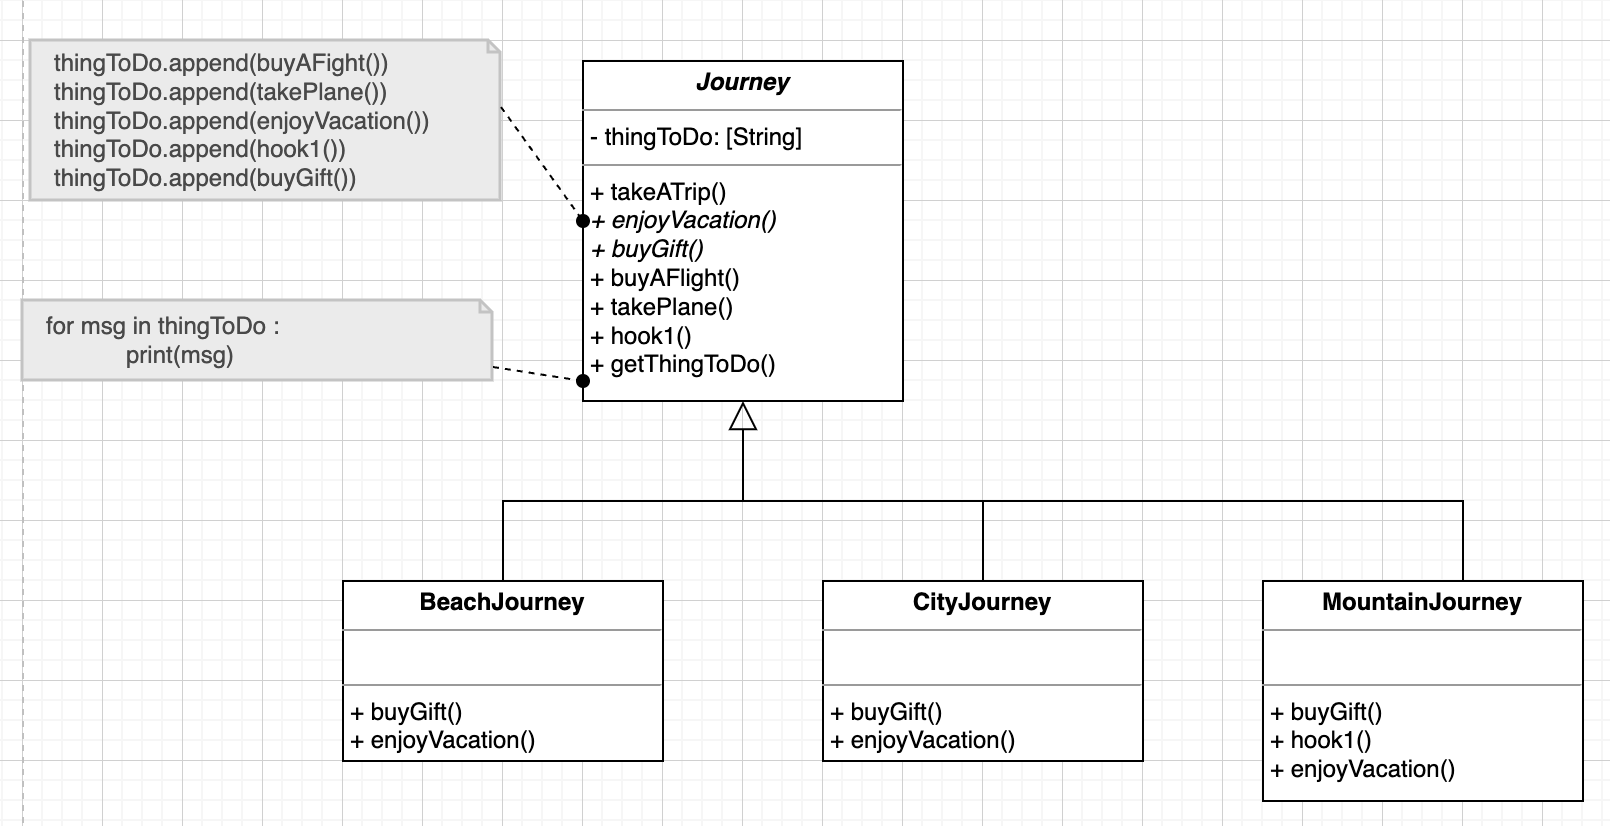 thingToDo.append(buyAFight())
thingToDo.append(takePlane())
thingToDo.append(enjoyVacation())
thingToDo.append(hook1())
thingToDo.append(buyGift())
for msg in thingToDo :
print(msg)
Journey
- thingToDo: [String]
+ takeATrip()
+ enjoyVacation()
+ buyGift()
+ buyAFlight()
+ takePlane()
+ hook1()
+ getThingToDo()
BeachJourney
+ buyGift()
+ enjoyVacation()
CityJourney
+ buyGift()
+ enjoyVacation()
MountainJourney
+ buyGift()
+ hook1()
+ enjoyVacation()